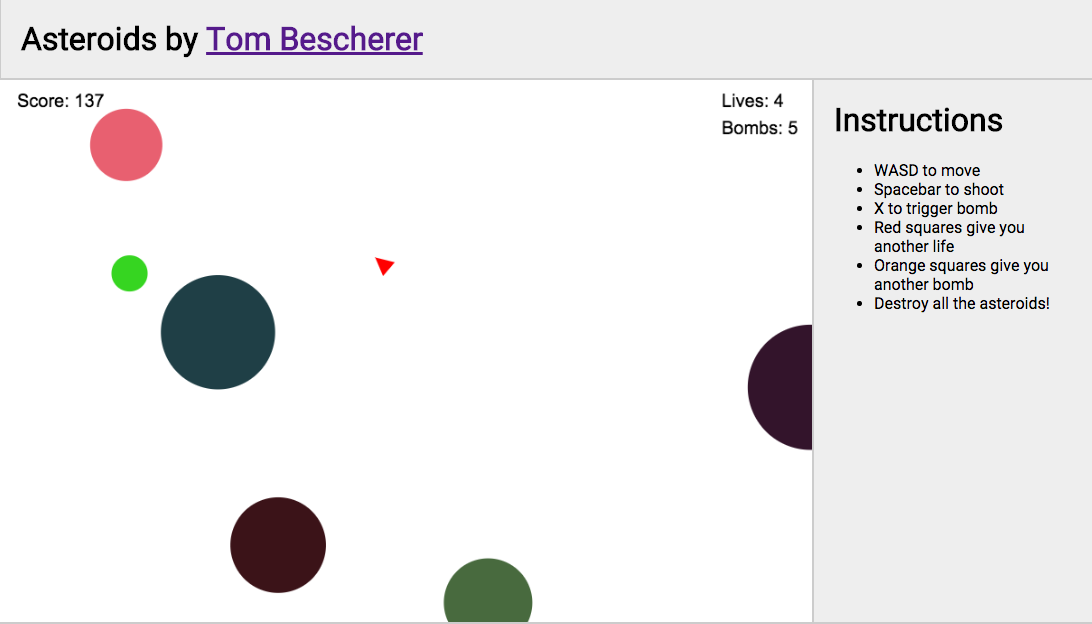 Asteroids by Tom Bescherer
Score: 137
Lives: 4
Bombs: 5
Instructions
WASD to move
Spacebar to shoot
X to trigger bomb
Red squares give you
another life
Orange squares give you
another bomb
Destroy all the asteroids!